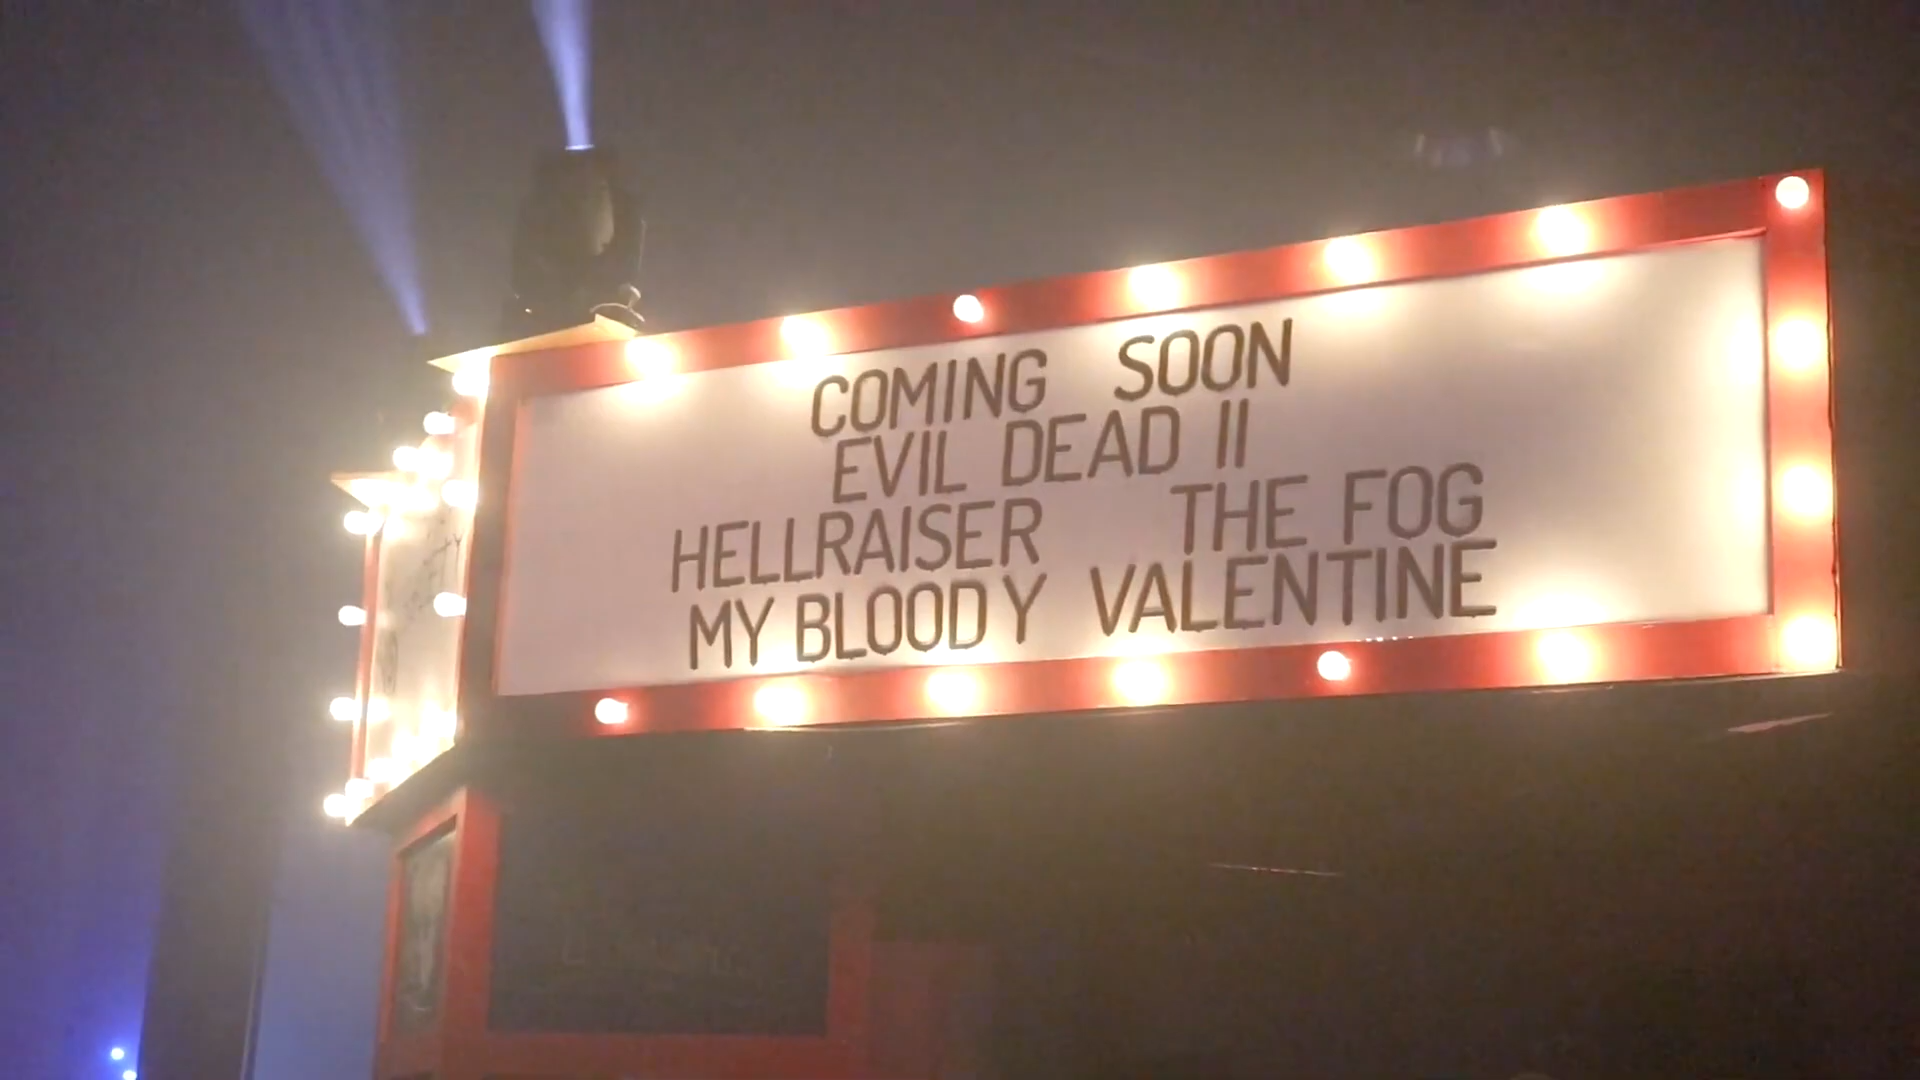 COMING SOON
EVIL DEAD II
HELLRAISER THE FOG
MY BLOODY VALENTINE